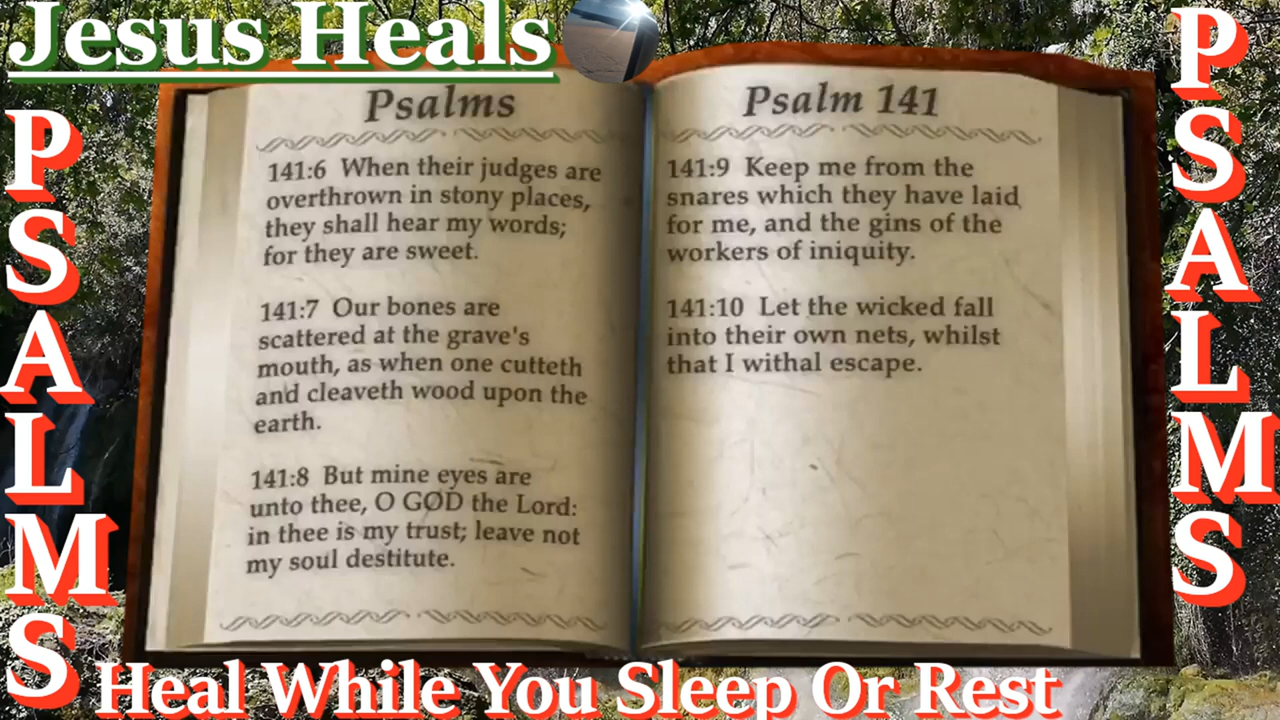 Jesus Heals
PSALMS
Psalms
141:6 When their judges are
overthrown in stony places,
they shall hear my words;
for they are sweet.
141:7 Our bones are
scattered at the grave's
mouth, as when one cutteth
and cleaveth wood upon the
earth.
141:8 But mine eyes are
unto thee, O GOD the Lord:
in thee is my trust; leave not
my soul destitute.
Psalm 141
141:9 Keep me from the
snares which they have laid
for me, and the gins of the
workers of iniquity.
141:10 Let the wicked fall
into their own nets, whilst
that I withal escape.
PSALMS
Heal While You Sleep Or Rest